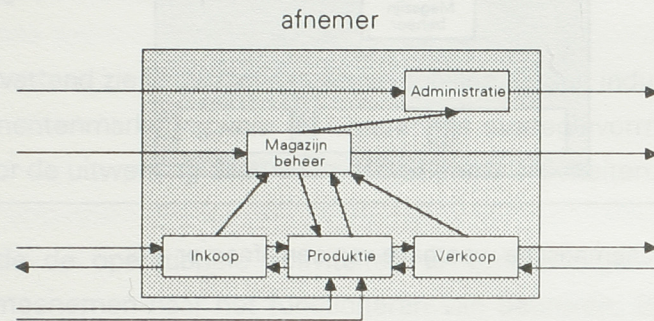 afnemer
Administratie
Magazijn
beheer
Inkoop
Produktie
Verkoop